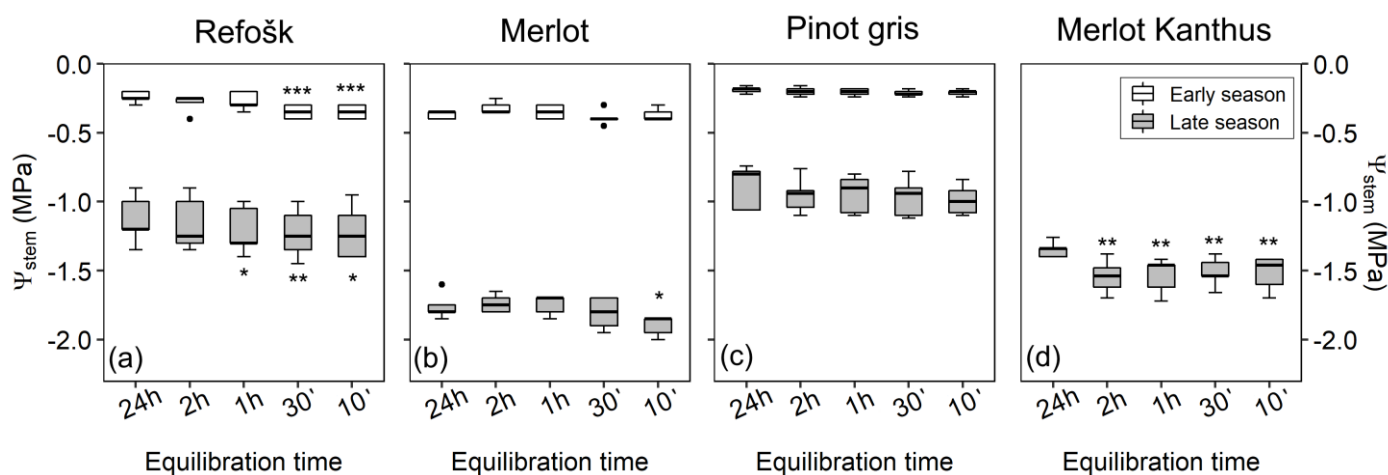 Refošk Merlot Pinot gris Merlot Kanthus
0.0 0.0
*** ***
Early season
Late season
-0.5 -0.5
Ψstem (MPa) Ψstem (MPa)
-1.0 -1.0
** ** ** **
* ** *
-1.5 -1.5
*
-2.0 -2.0
(a) (b) (c) (d)
24h 2h 1h 30' 10' 24h 2h 1h 30' 10' 24h 2h 1h 30' 10' 24h 2h 1h 30' 10'
Equilibration time Equilibration time Equilibration time Equilibration time